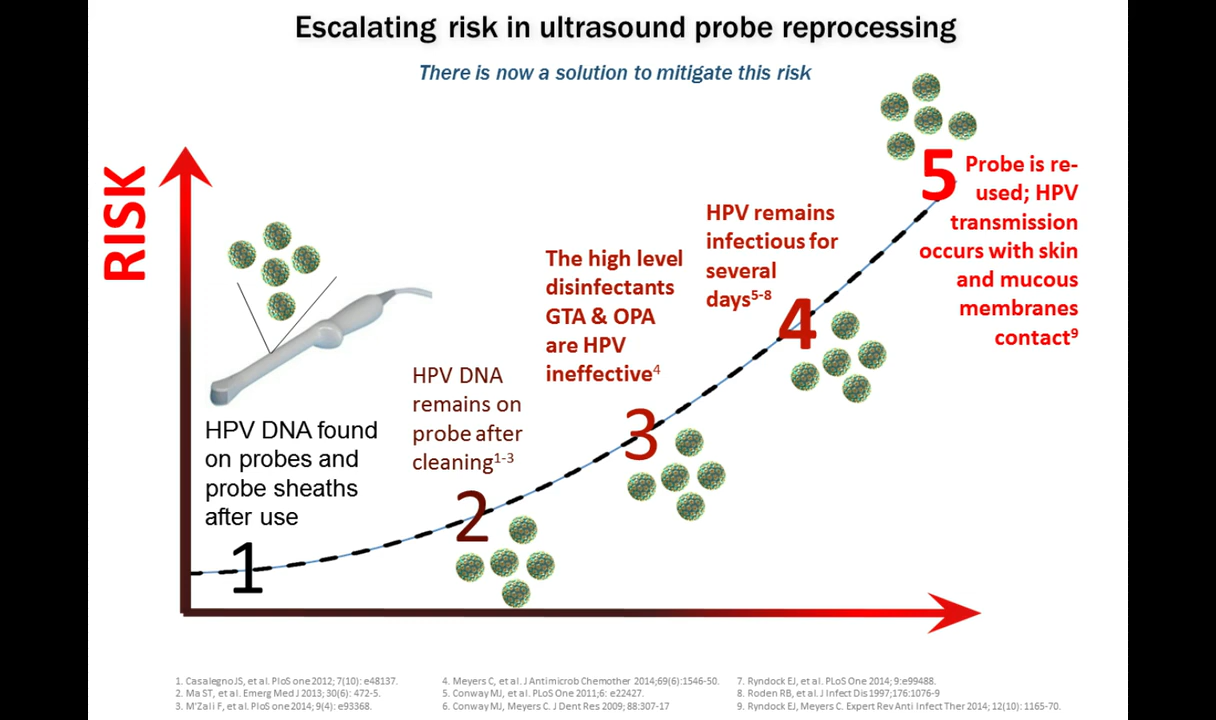 Escalating risk in ultrasound probe reprocessing
There is now a solution to mitigate this risk
RISK
1
HPV DNA found
on probes and
probe sheaths
after use
2
HPV DNA
remains on
probe after
cleaning1-3
3
The high level
disinfectants
GTA & OPA
are HPV
ineffective4
4
HPV remains
infectious for
several
days5-8
5
Probe is re-
used; HPV
transmission
occurs with skin
and mucous
membranes
contact9
1. Casalegno JS, et al. PloS one 2012; 7(10): e48137.
2. Ma ST, et al. Emerg Med J 2013; 30(6): 472-5.
3. M'Zali F, et al. PloS one 2014; 9(4): e93368.
4. Meyers C, et al. J Antimicrob Chemother 2014;69(6):1546-50.
5. Conway MJ, et al. PLoS One 2011;6: e22427.
6. Conway MJ, Meyers C. J Dent Res 2009; 88:307-17
7. Ryndock EJ, et al. PLoS One 2014; 9:e99488.
8. Roden RB, et al. J Infect Dis 1997;176:1076-9
9. Ryndock EJ, Meyers C. Expert Rev Anti Infect Ther 2014; 12(10): 1165-70.